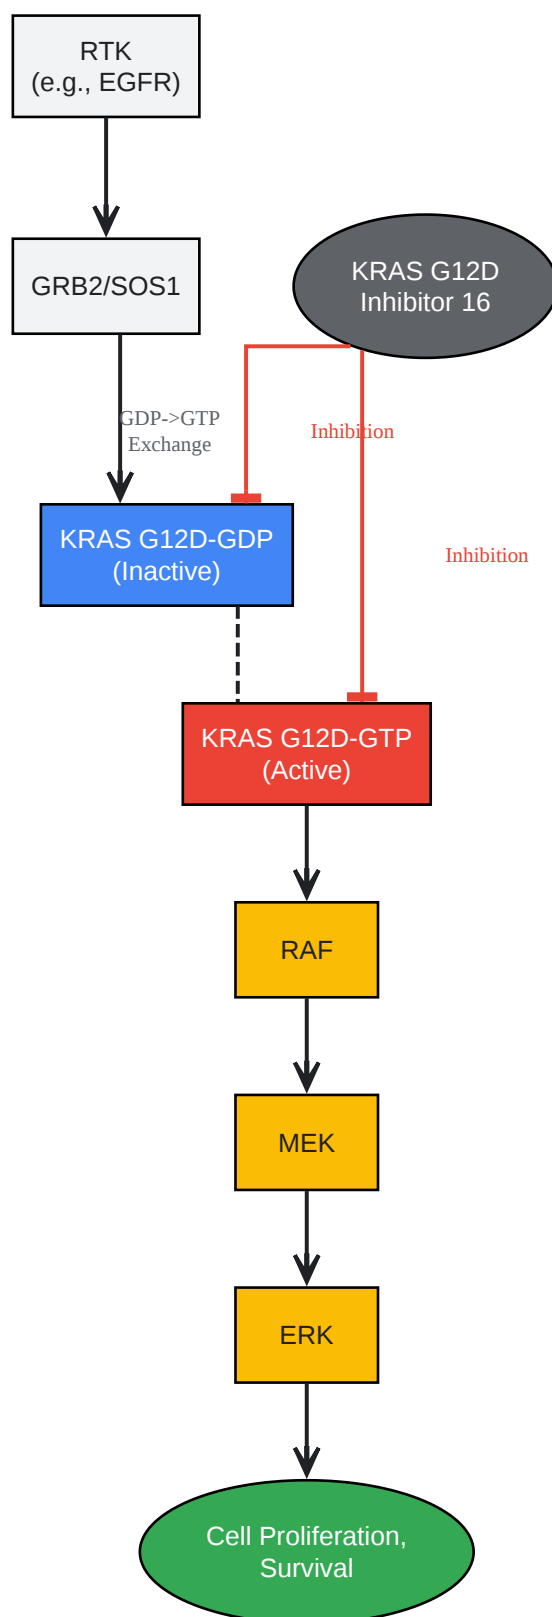 RTK
(e.g., EGFR)
GRB2/SOS1
KRAS G12D
Inhibitor 16
GDP->GTP
Exchange
Inhibition
KRAS G12D-GDP
(Inactive)
Inhibition
KRAS G12D-GTP
(Active)
RAF
MEK
ERK
Cell Proliferation,
Survival